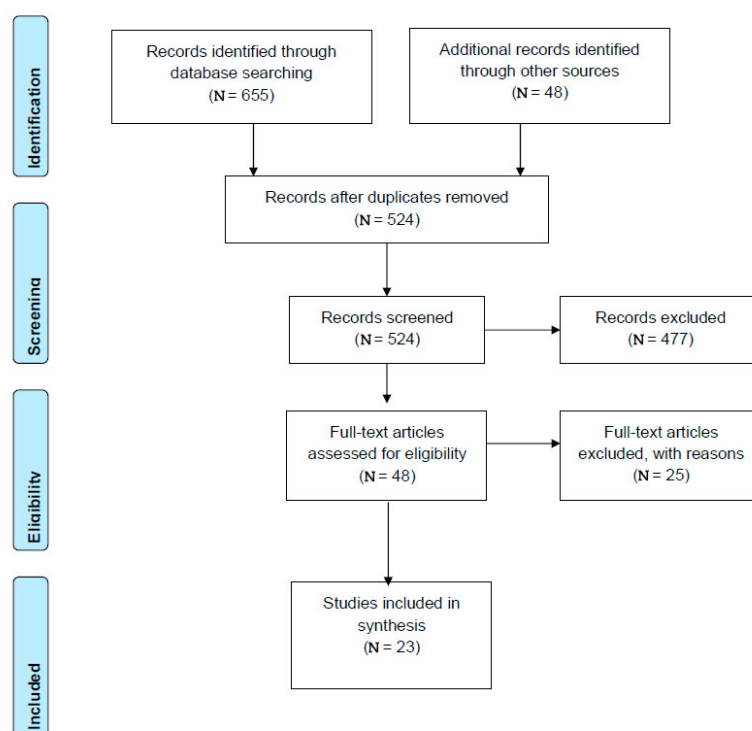 Identification
Records identified through
database searching
(N = 655)
Additional records identified
through other sources
(N = 48)
Records after duplicates removed
(N = 524)
Screening
Records screened
(N = 524)
Records excluded
(N = 477)
Eligibility
Full-text articles
assessed for eligibility
(N = 48)
Full-text articles
excluded, with reasons
(N = 25)
Included
Studies included in
synthesis
(N = 23)